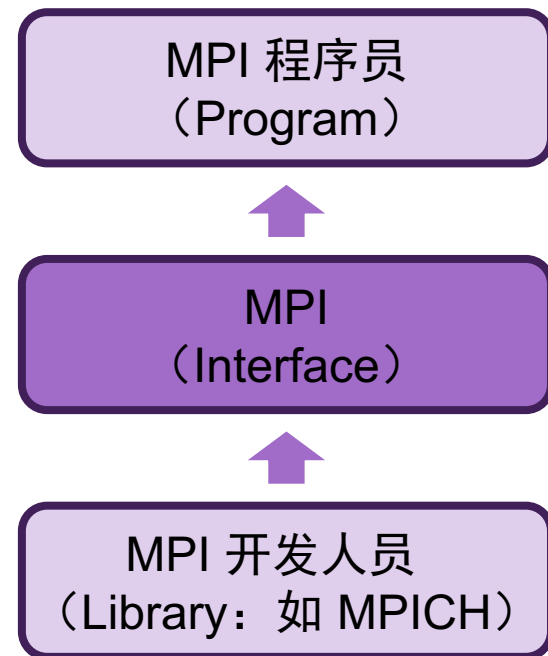 MPI 程序员
（Program）
MPI
（Interface）
MPI 开发人员
（Library：如 MPICH）